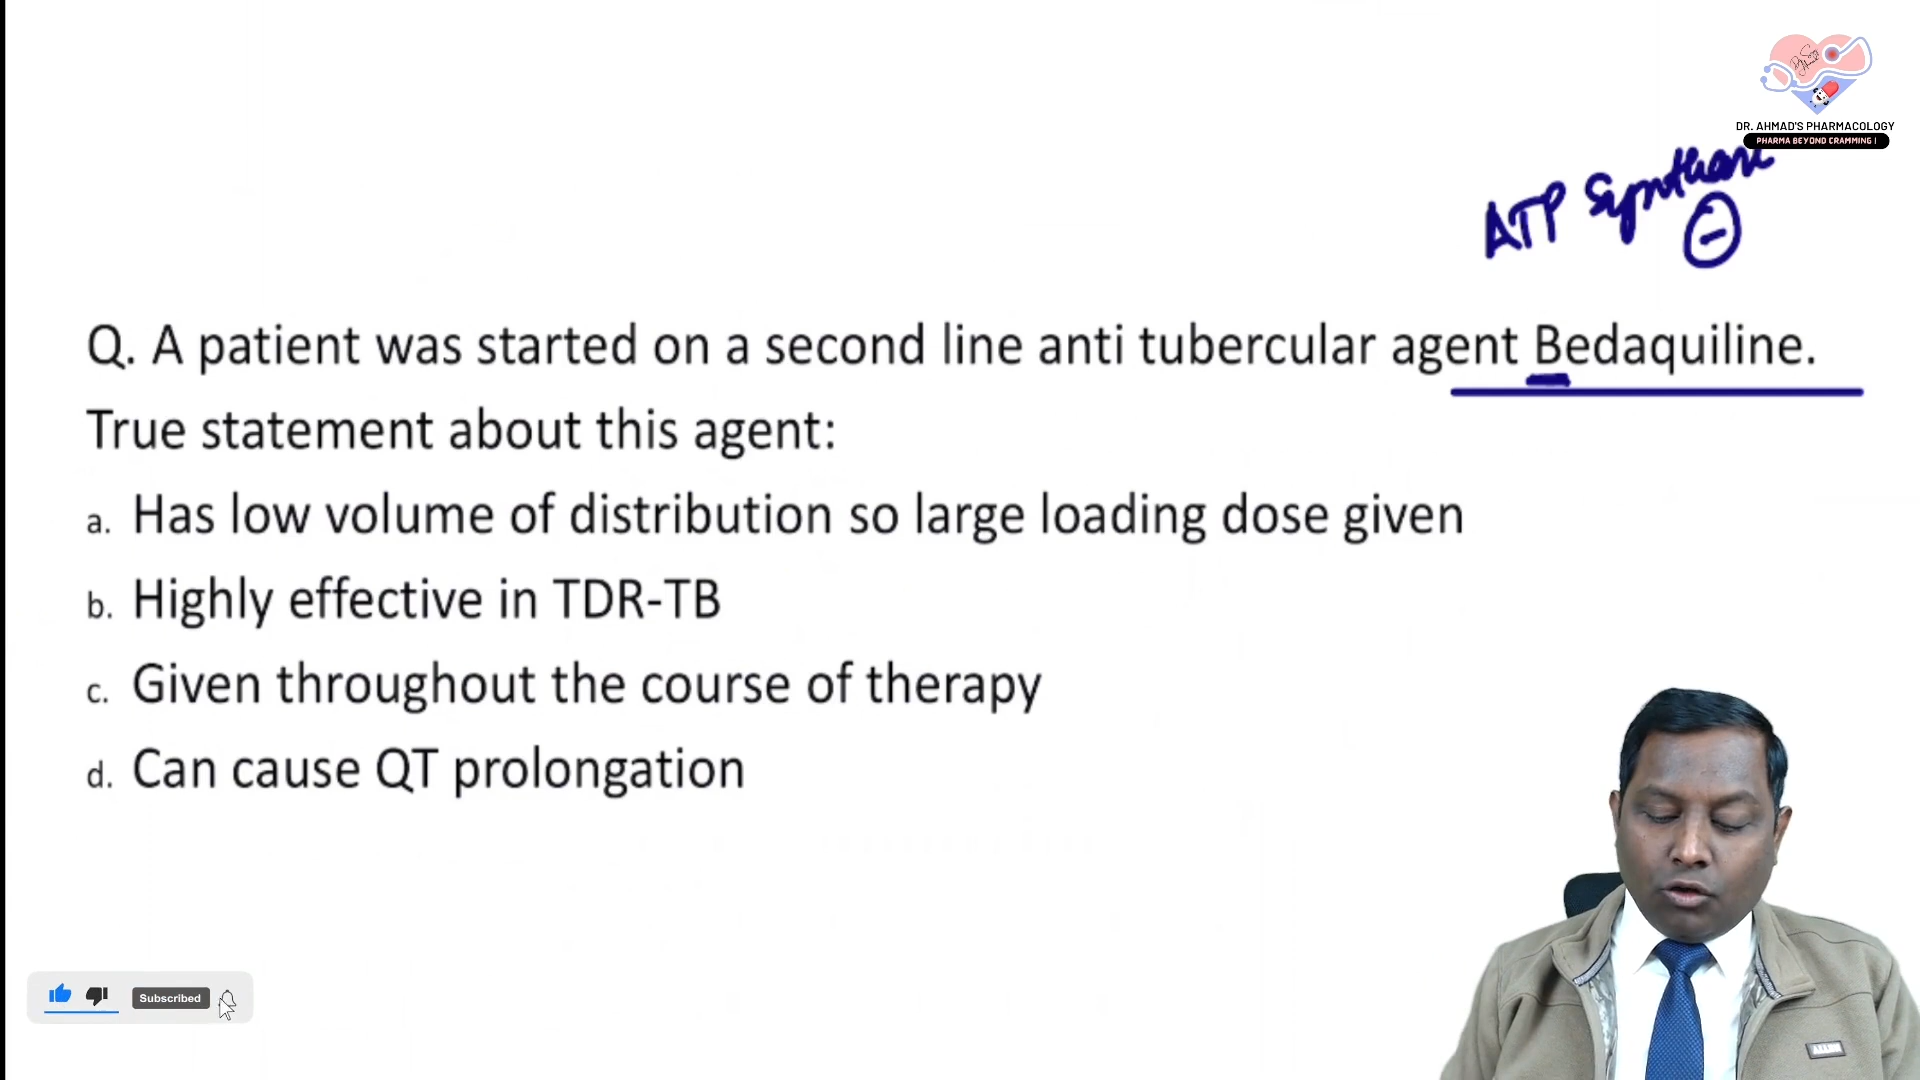 DR. AHMAD'S PHARMACOLOGY
PHARMA BEYOND CRAMMING !
ATP Synthase
Q. A patient was started on a second line anti tubercular agent Bedaquiline.
True statement about this agent:
a. Has low volume of distribution so large loading dose given
b. Highly effective in TDR-TB
c. Given throughout the course of therapy
d. Can cause QT prolongation
Subscribed